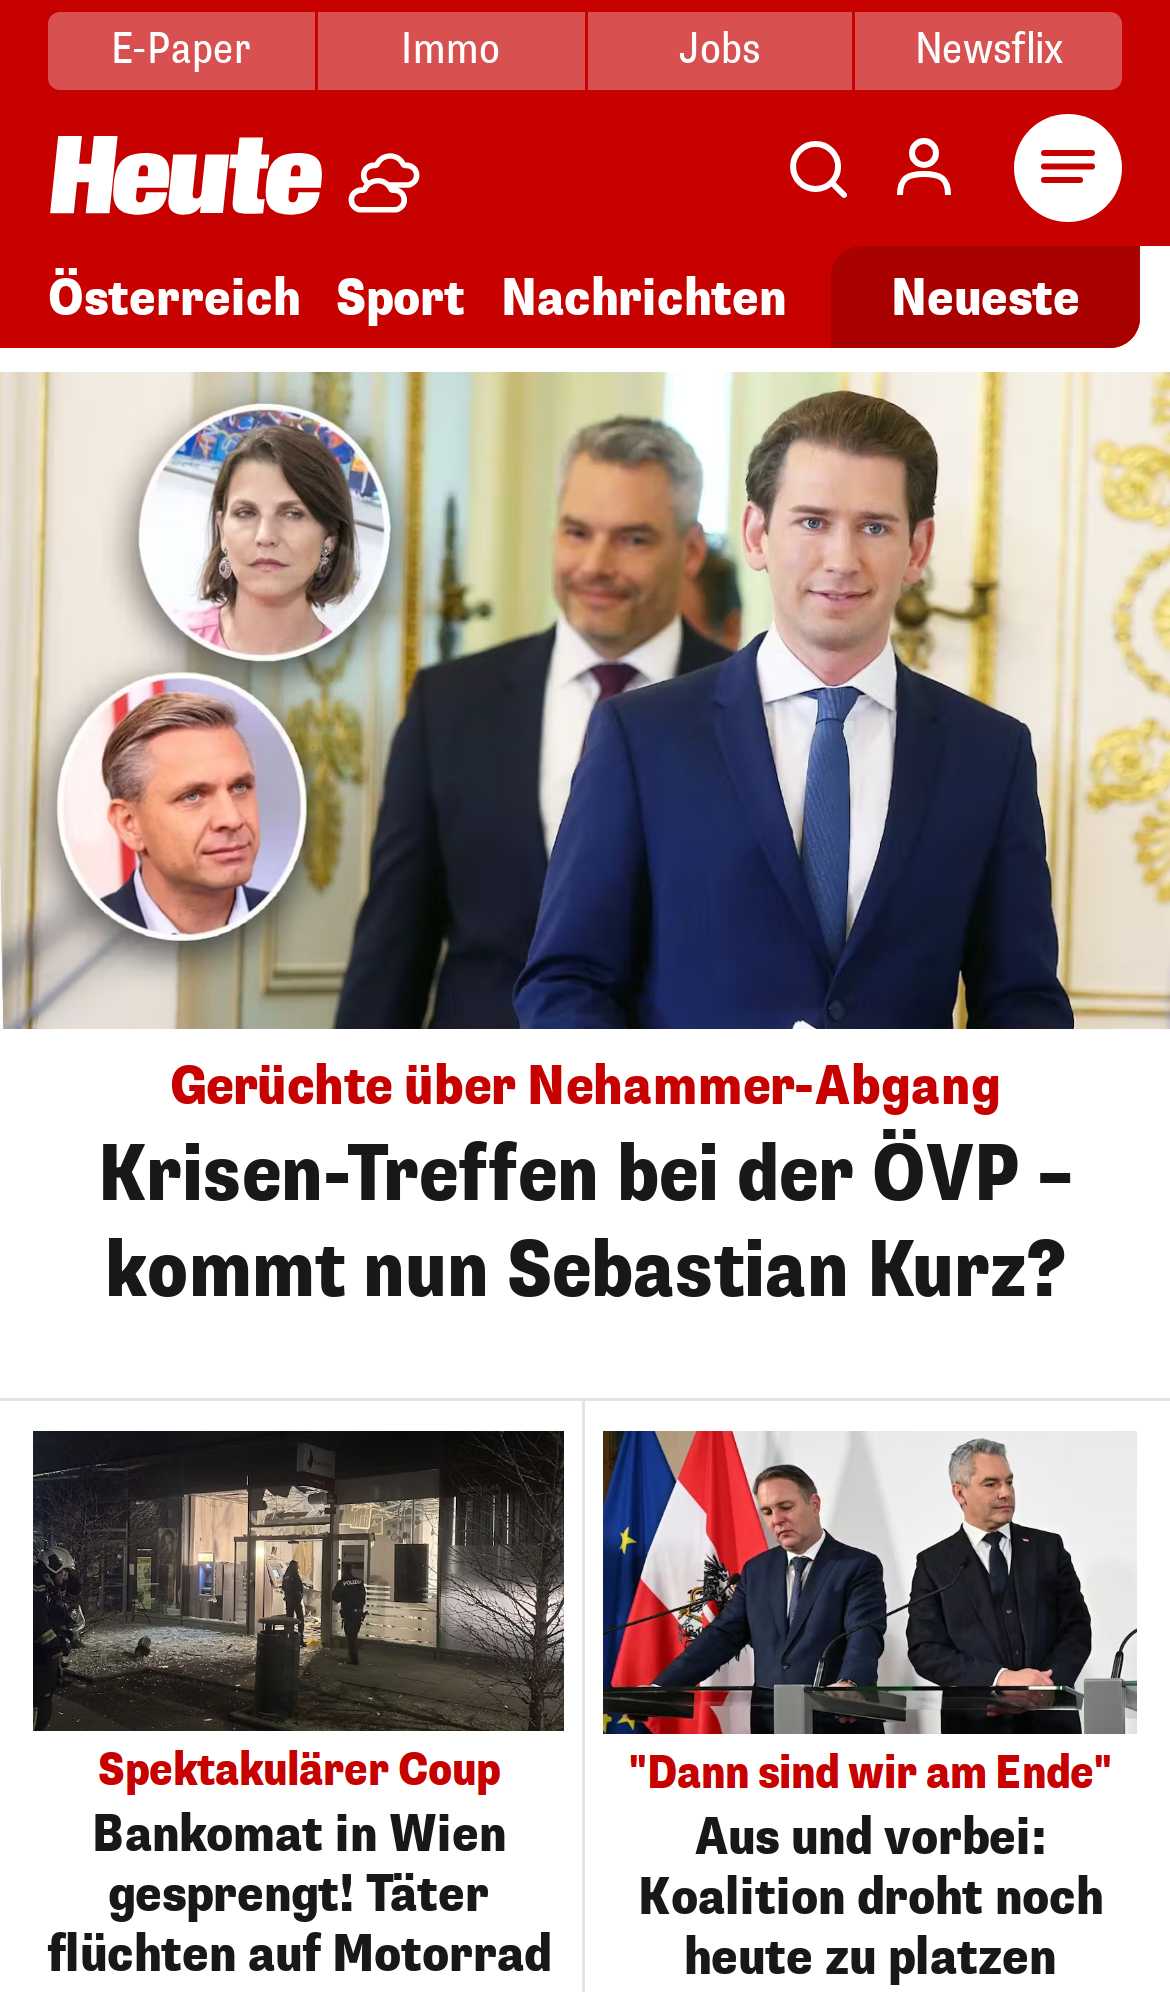 E-Paper
Immo
Jobs
Newsflix
Heute
Österreich
Sport
Nachrichten
Neueste
Gerüchte über Nehammer-Abgang
Krisen-Treffen bei der ÖVP –
kommt nun Sebastian Kurz?
POLIZEI
Spektakulärer Coup
Bankomat in Wien
gesprengt! Täter
flüchten auf Motorrad
"Dann sind wir am Ende"
Aus und vorbei:
Koalition droht noch
heute zu platzen